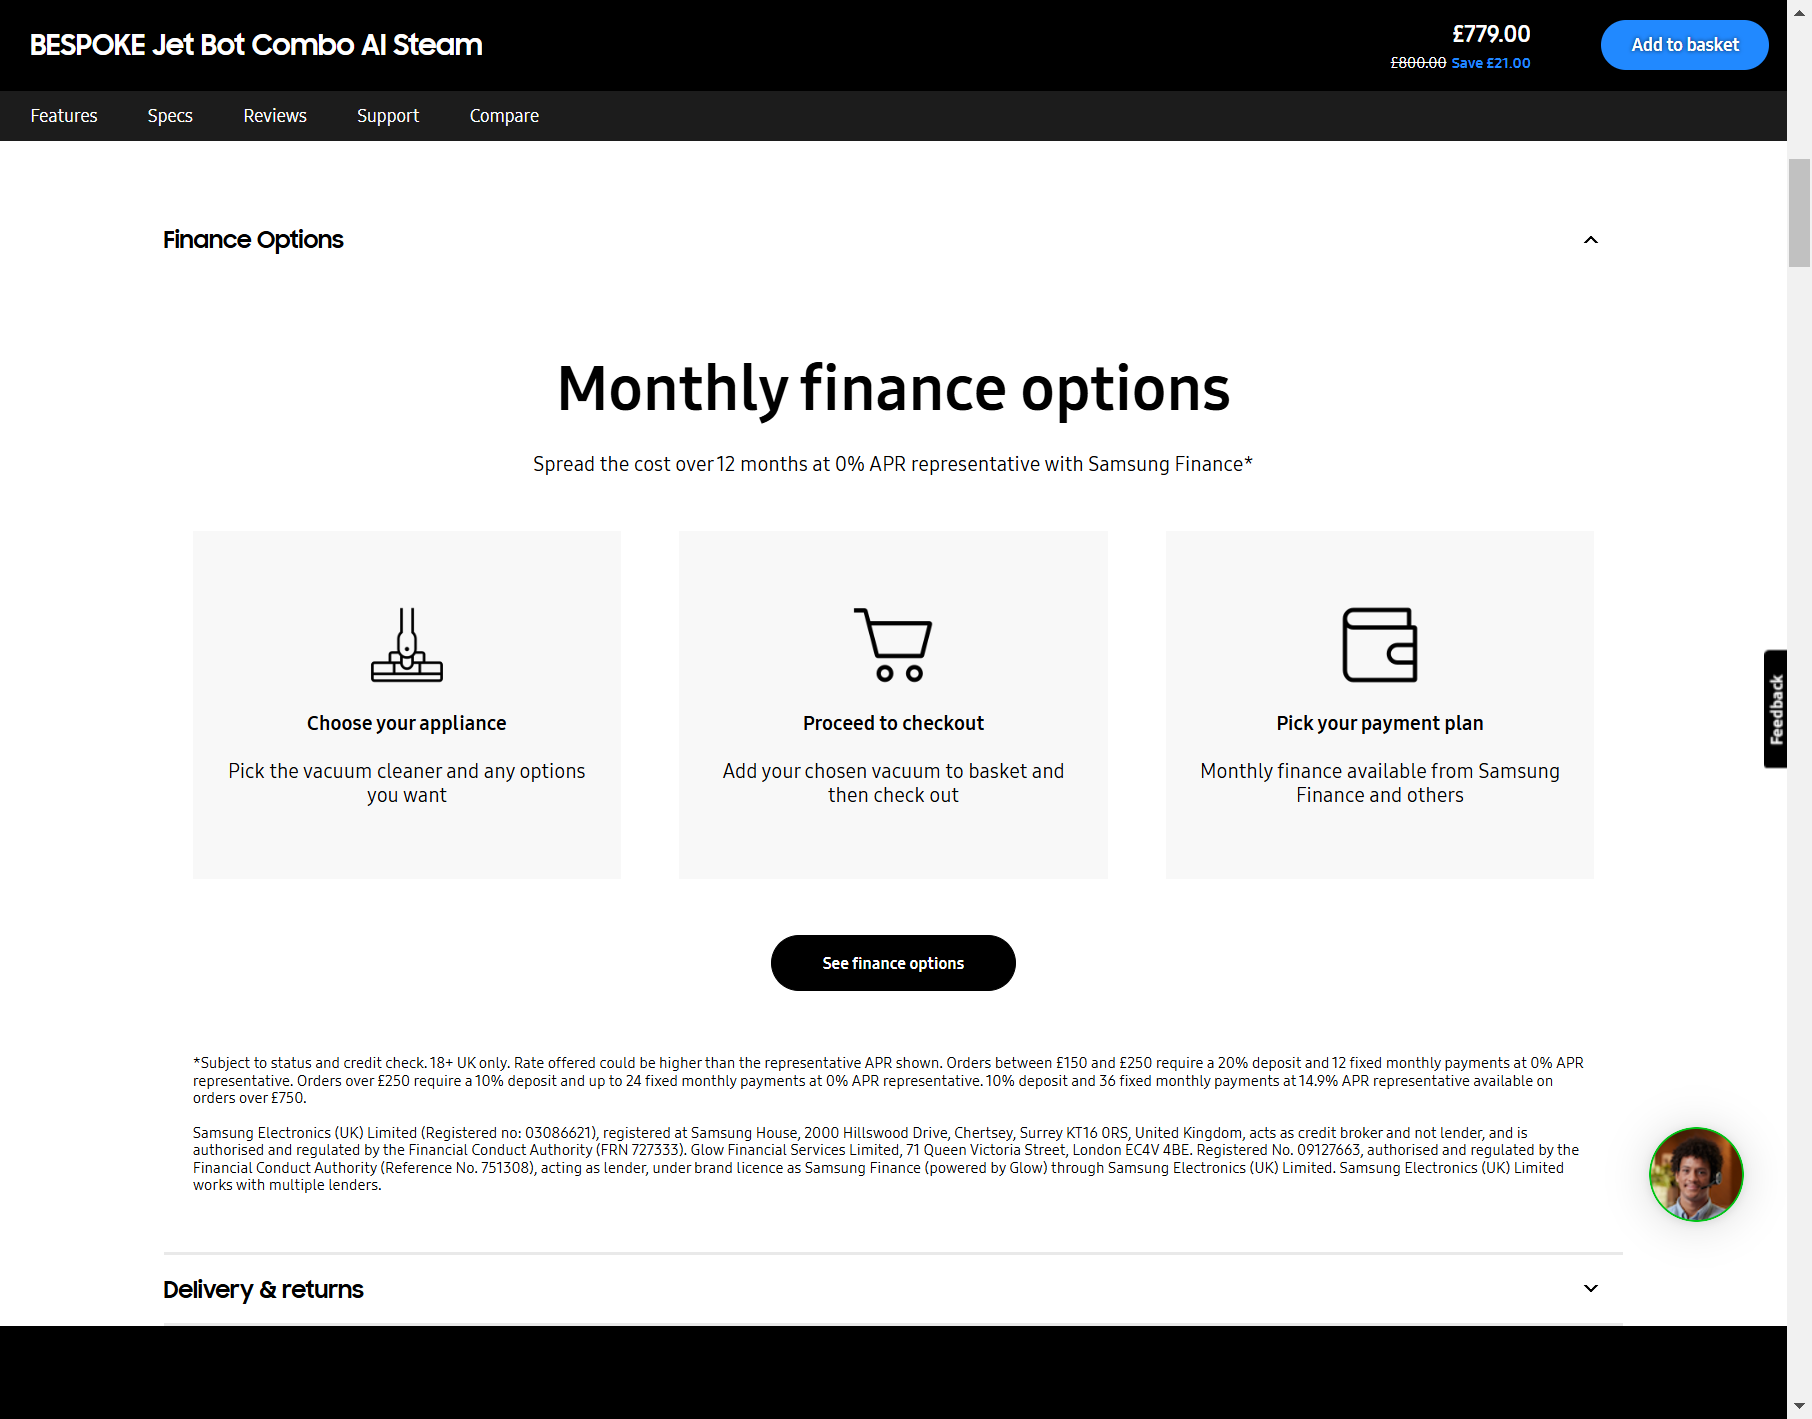 BESPOKE Jet Bot Combo AI Steam
£779.00
£800.00 Save £21.00
Add to basket
Features Specs Reviews Support Compare
Finance Options
Monthly finance options
Spread the cost over 12 months at 0% APR representative with Samsung Finance*
Choose your appliance
Pick the vacuum cleaner and any options
you want
Proceed to checkout
Add your chosen vacuum to basket and
then check out
Pick your payment plan
Monthly finance available from Samsung
Finance and others
Feedback
See finance options
*Subject to status and credit check. 18+ UK only. Rate offered could be higher than the representative APR shown. Orders between £150 and £250 require a 20% deposit and 12 fixed monthly payments at 0% APR
representative. Orders over £250 require a 10% deposit and up to 24 fixed monthly payments at 0% APR representative. 10% deposit and 36 fixed monthly payments at 14.9% APR representative available on
orders over £750.
Samsung Electronics (UK) Limited (Registered no: 03086621), registered at Samsung House, 2000 Hillswood Drive, Chertsey, Surrey KT16 0RS, United Kingdom, acts as credit broker and not lender, and is
authorised and regulated by the Financial Conduct Authority (FRN 727333). Glow Financial Services Limited, 71 Queen Victoria Street, London EC4V 4BE. Registered No. 09127663, authorised and regulated by the
Financial Conduct Authority (Reference No. 751308), acting as lender, under brand licence as Samsung Finance (powered by Glow) through Samsung Electronics (UK) Limited. Samsung Electronics (UK) Limited
works with multiple lenders.
Delivery & returns